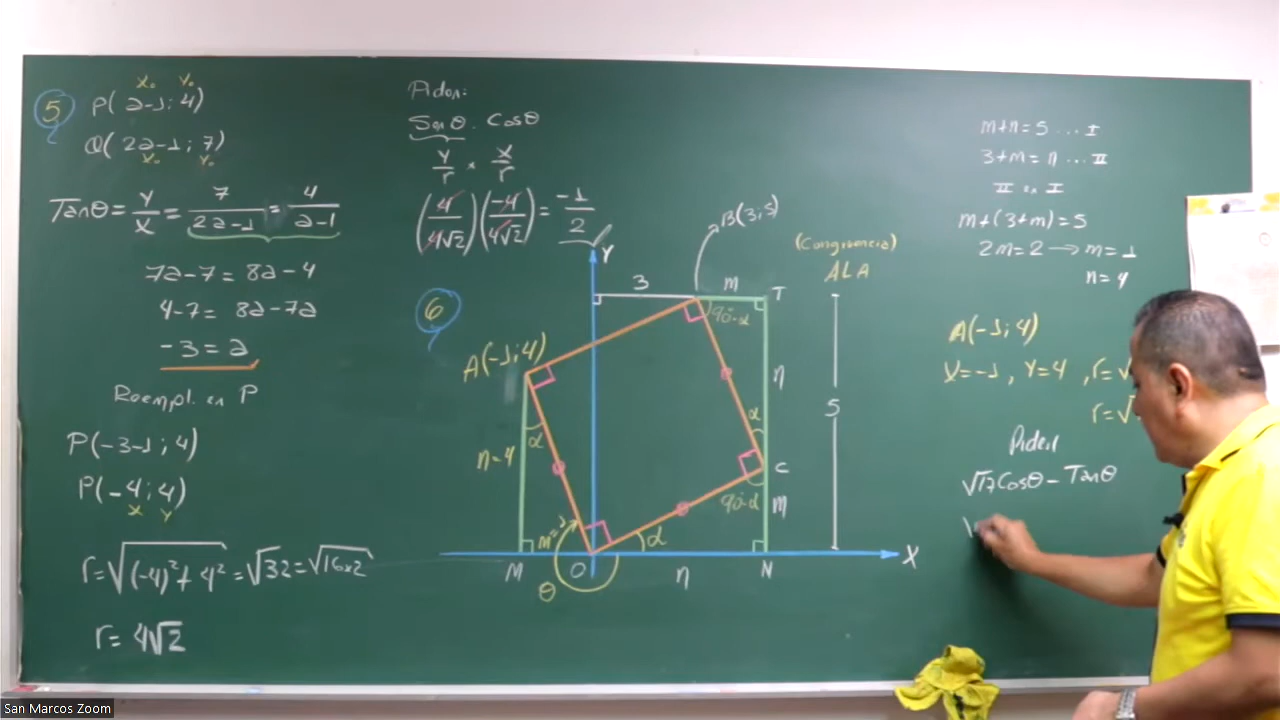 5
X₀ Y₀
P( a-1; 4)
Q( 2a-1; 7)
X₀ Y₀
Tanθ = Y/X = 7/(2a-1) = 4/(a-1)
7a-7 = 8a-4
4-7 = 8a-7a
-3 = a
Reempl. en P
P(-3-1; 4)
P(-4; 4)
X Y
r = √((-4)²+4²) = √32 = √(16x2)
r = 4√2
Piden:
Senθ . Cosθ
Y/r x X/r
(4/4√2)(-4/4√2) = -1/2
6
Y
B(3;5)
(Congruencia)
ALA
3
m
T
90°-α
A(-1; 4)
n
α
5
α
n=4
C
90°-α
m
m=1
α
X
M
O
n
N
θ
m+n=5 ... I
3+m=n ... II
II en I
m+(3+m)=5
2m=2 → m=1
n=4
A(-1; 4)
X=-1, Y=4, r=√
r=√
Piden
√17Cosθ - Tanθ
San Marcos Zoom